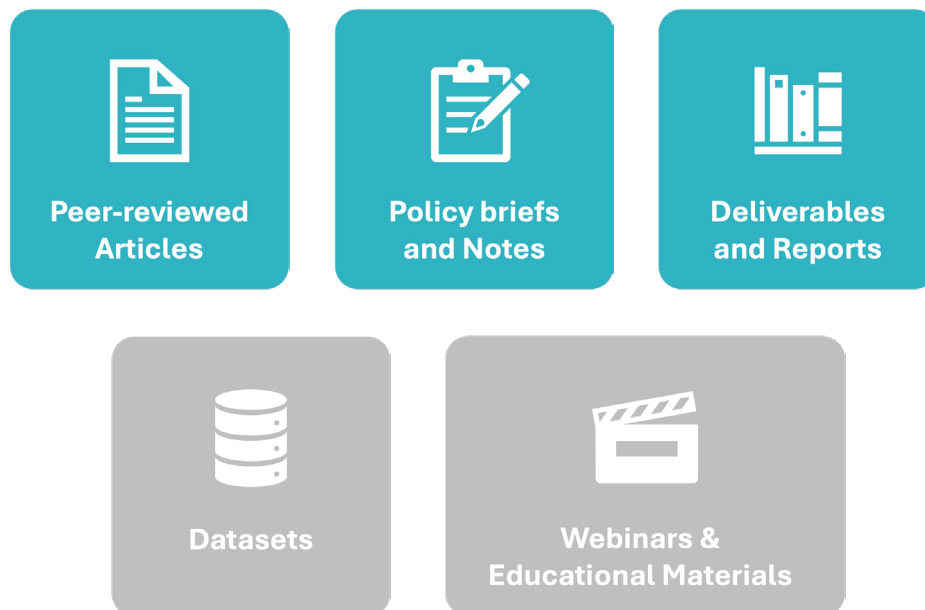 Peer-reviewed
Articles
Policy briefs
and Notes
Deliverables
and Reports
Datasets
Webinars &
Educational Materials